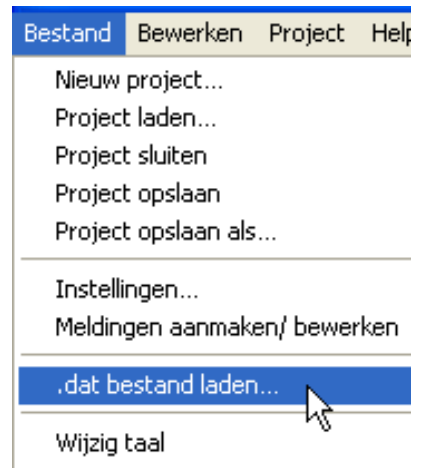 Bestand Bewerken Project Help
Nieuw project...
Project laden...
Project sluiten
Project opslaan
Project opslaan als...
Instellingen...
Meldingen aanmaken/ bewerken
.dat bestand laden...
Wijzig taal